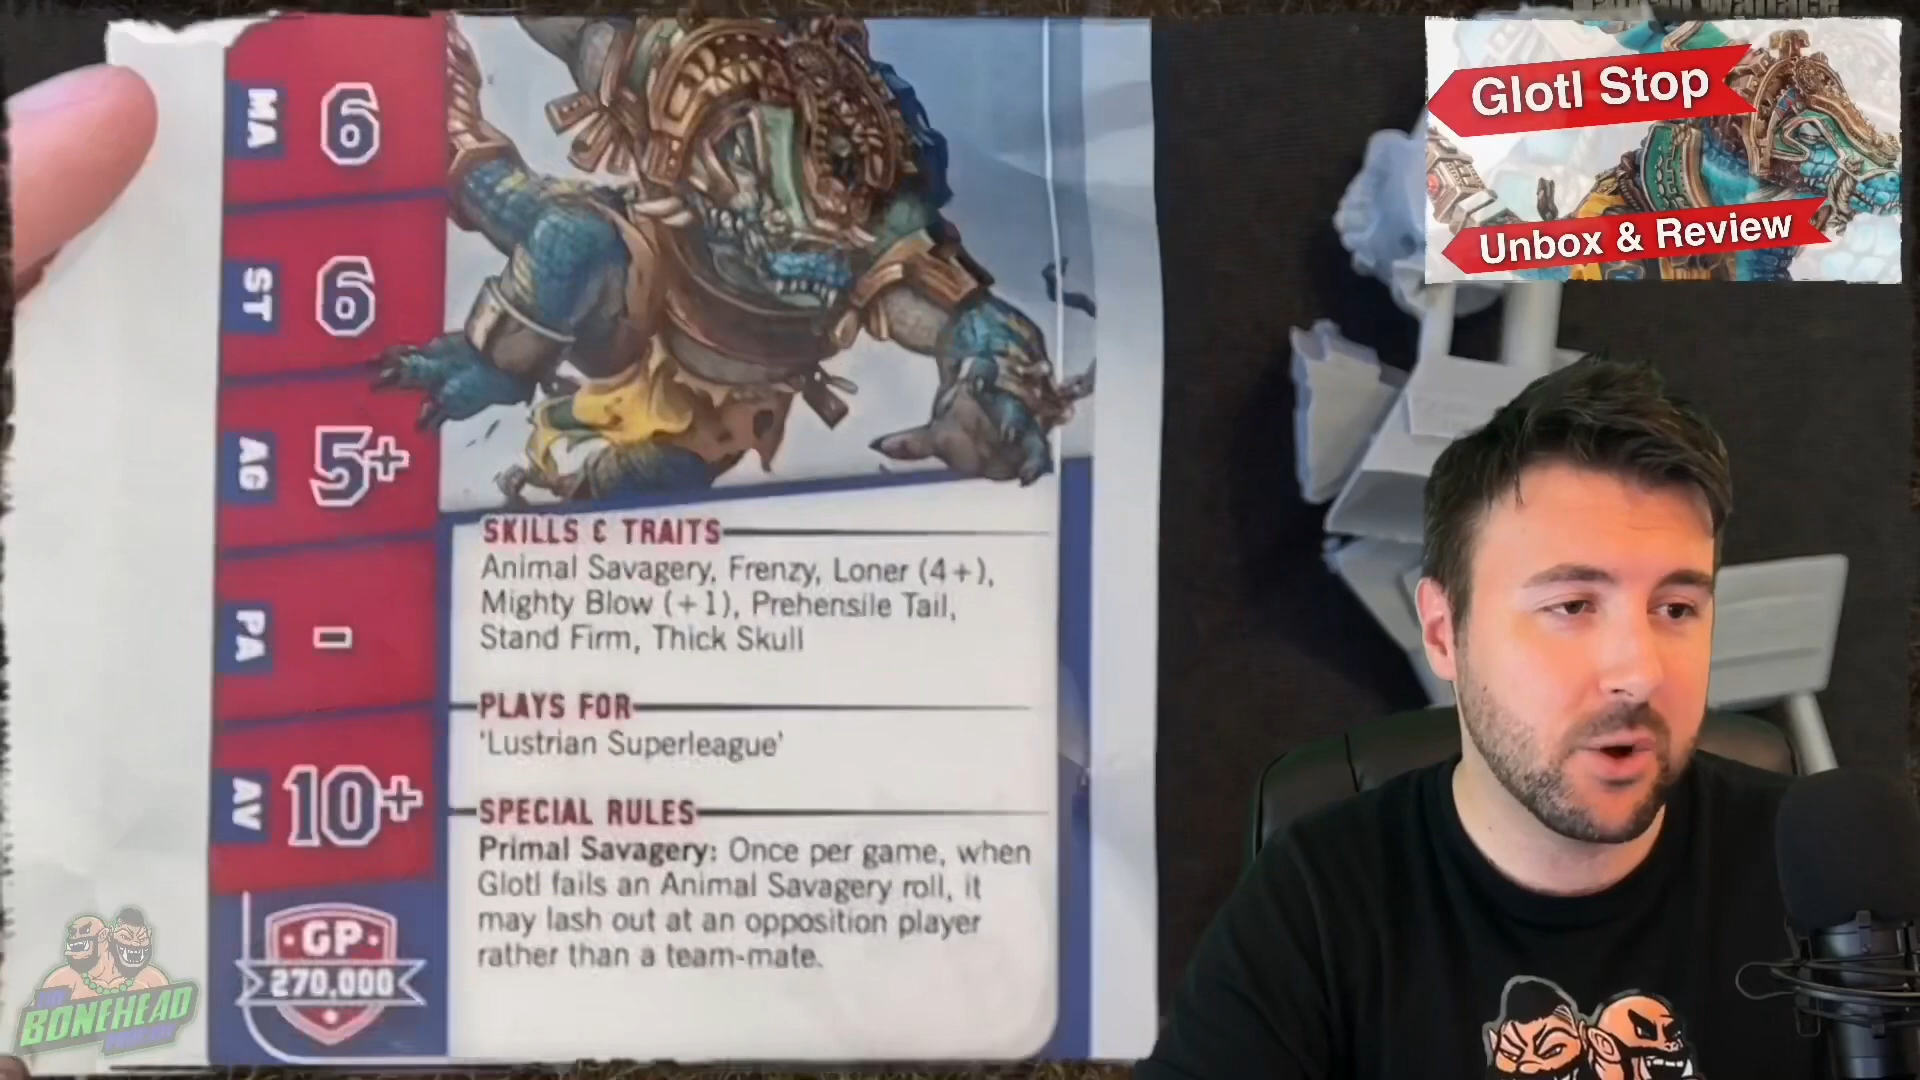 MA 6
ST 6
AG 5+
PA -
AV 10+
GP
270,000
SKILLS & TRAITS
Animal Savagery, Frenzy, Loner (4+),
Mighty Blow (+1), Prehensile Tail,
Stand Firm, Thick Skull
PLAYS FOR
'Lustrian Superleague'
SPECIAL RULES
Primal Savagery: Once per game, when
Glotl fails an Animal Savagery roll, it
may lash out at an opposition player
rather than a team-mate.
Glotl Stop
Unbox & Review
BONEHEAD